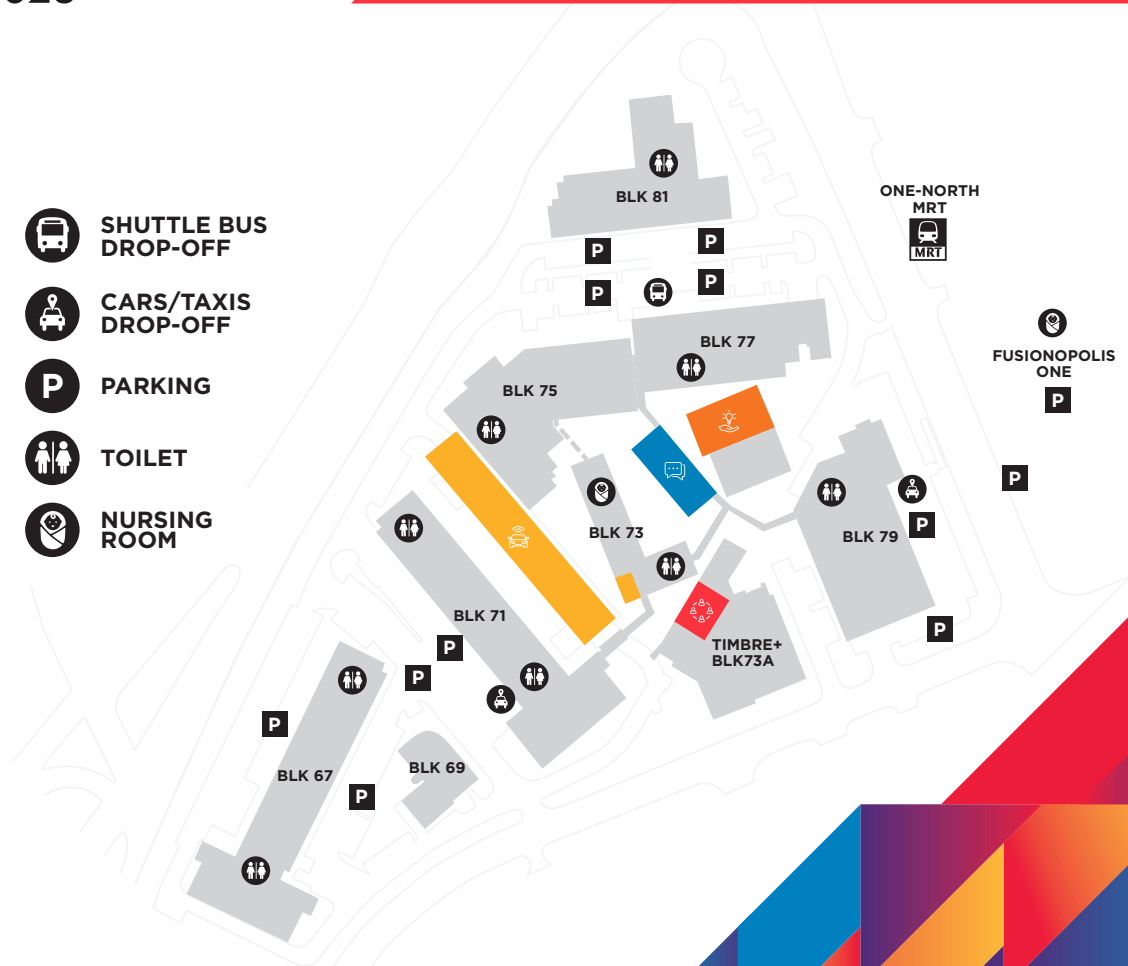 SHUTTLE BUS
DROP-OFF
CARS/TAXIS
DROP-OFF
P
PARKING
TOILET
NURSING
ROOM
BLK 81
ONE-NORTH
MRT
MRT
P
P
P
P
BLK 77
FUSIONOPOLIS
ONE
P
BLK 75
P
P
BLK 73
BLK 79
BLK 71
P
P
TIMBRE+
BLK73A
P
P
BLK 67
BLK 69
P